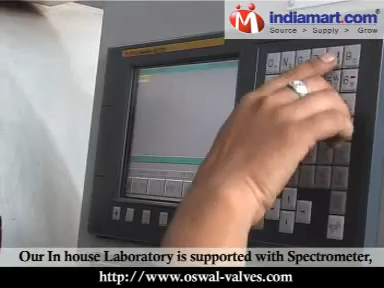 indiamart.com
Source > Supply > Grow
Our In house Laboratory is supported with Spectrometer,
http://www.oswal-valves.com